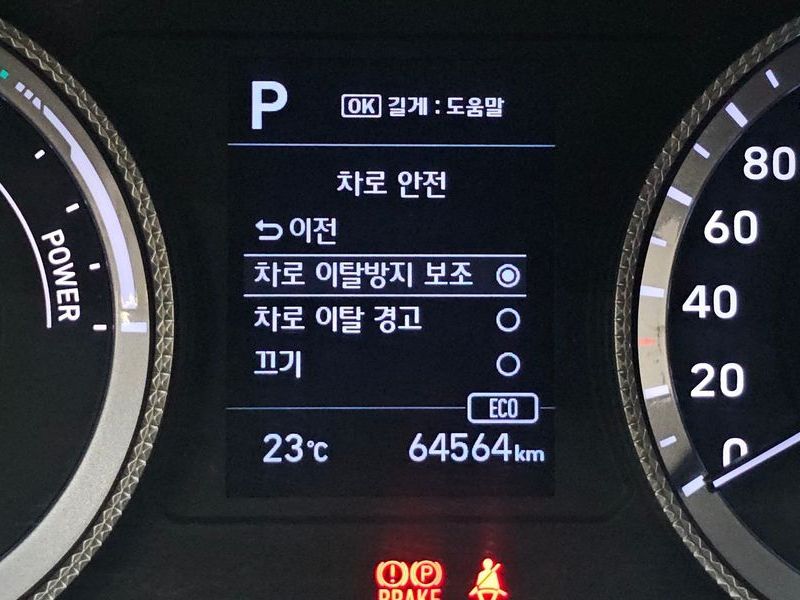 P
OK 길게 : 도움말
차로 안전
이전
차로 이탈방지 보조
차로 이탈 경고
끄기
ECO
23℃ 64564km
POWER
80
60
40
20
0
P
BRAKE